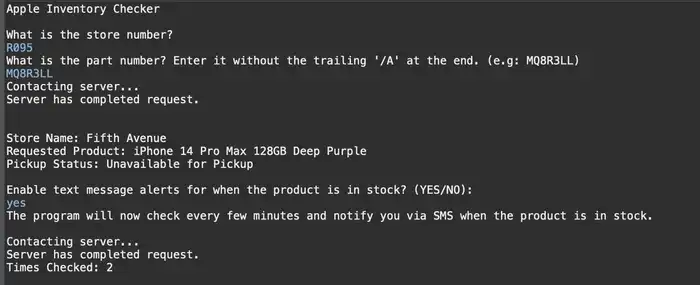 Apple Inventory Checker
What is the store number?
R095
What is the part number? Enter it without the trailing '/A' at the end. (e.g: MQ8R3LL)
MQ8R3LL
Contacting server...
Server has completed request.
Store Name: Fifth Avenue
Requested Product: iPhone 14 Pro Max 128GB Deep Purple
Pickup Status: Unavailable for Pickup
Enable text message alerts for when the product is in stock? (YES/NO):
yes
The program will now check every few minutes and notify you via SMS when the product is in stock.
Contacting server...
Server has completed request.
Times Checked: 2